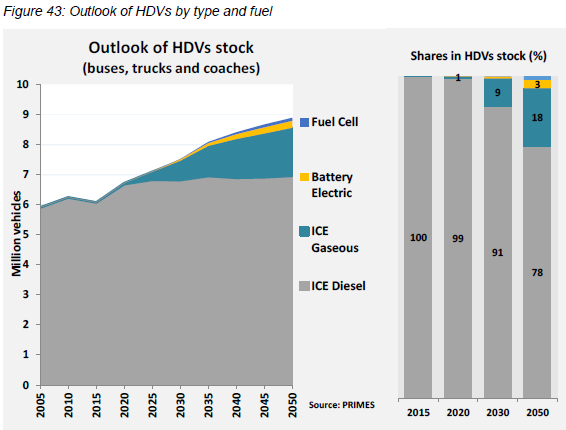 Figure 43: Outlook of HDVs by type and fuel
Outlook of HDVs stock
(buses, trucks and coaches)
Million vehicles
10
9
8
7
6
5
4
3
2
1
0
2005
2010
2015
2020
2025
2030
2035
2040
2045
2050
Fuel Cell
Battery
Electric
ICE
Gaseous
ICE Diesel
Source: PRIMES
Shares in HDVs stock (%)
1
3
9
18
100
99
91
78
2015
2020
2030
2050